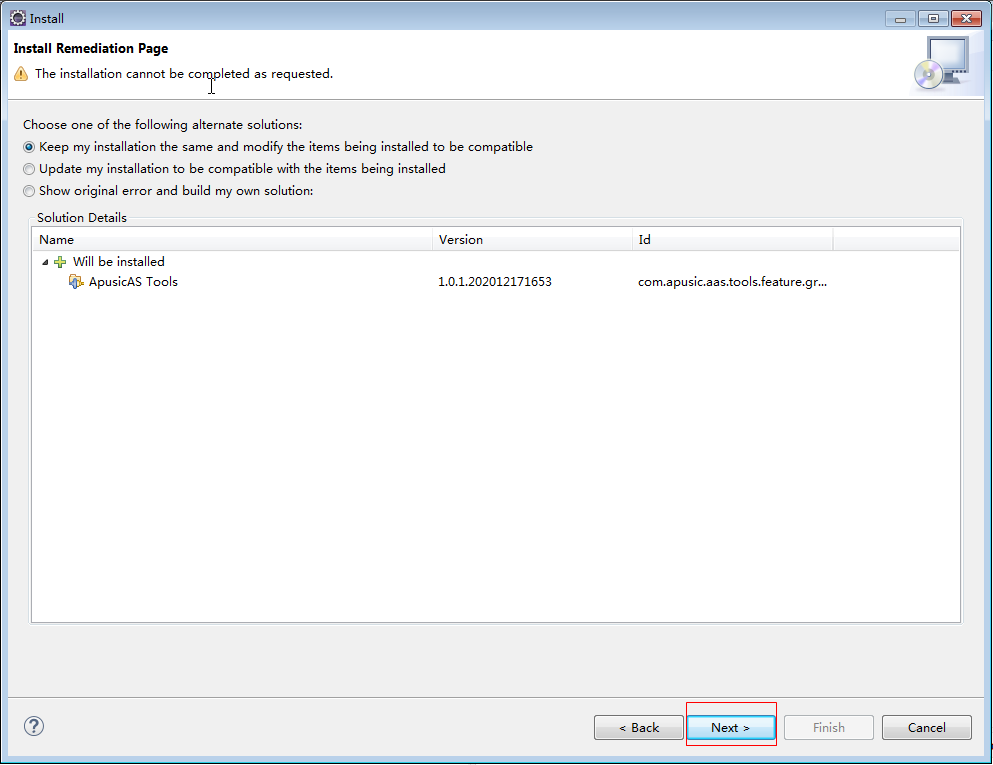 Install
Install Remediation Page
The installation cannot be completed as requested.
Choose one of the following alternate solutions:
Keep my installation the same and modify the items being installed to be compatible
Update my installation to be compatible with the items being installed
Show original error and build my own solution:
Solution Details
Name Version Id
Will be installed
ApusicAS Tools 1.0.1.202012171653 com.apusic.aas.tools.feature.gr...
? < Back Next > Finish Cancel